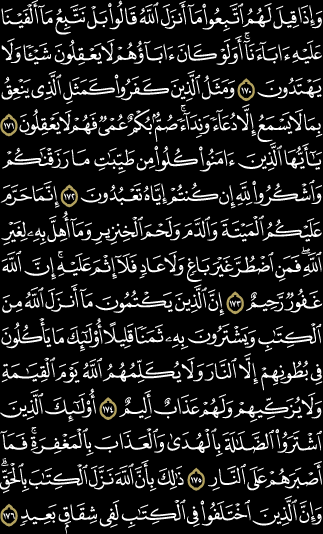 وَإِذَا قِيلَ لَهُمُ ٱتَّبِعُوا۟ مَآ أَنزَلَ ٱللَّهُ قَالُوا۟ بَلْ نَتَّبِعُ مَآ أَلْفَيْنَا
عَلَيْهِ ءَابَآءَنَآ ۗ أَوَلَوْ كَانَ ءَابَآؤُهُمْ لَا يَعْقِلُونَ شَيْـًٔا وَلَا
يَهْتَدُونَ ١٧٠ وَمَثَلُ ٱلَّذِينَ كَفَرُوا۟ كَمَثَلِ ٱلَّذِى يَنْعِقُ
بِمَا لَا يَسْمَعُ إِلَّا دُعَآءً وَنِدَآءً ۚ صُمٌّۢ بُكْمٌ عُمْىٌ فَهُمْ لَا يَعْقِلُونَ ١٧١
يَـٰٓأَيُّهَا ٱلَّذِينَ ءَامَنُوا۟ كُلُوا۟ مِن طَيِّبَـٰتِ مَا رَزَقْنَـٰكُمْ
وَٱشْكُرُوا۟ لِلَّهِ إِن كُنتُمْ إِيَّاهُ تَعْبُدُونَ ١٧٢ إِنَّمَا حَرَّمَ
عَلَيْكُمُ ٱلْمَيْتَةَ وَٱلدَّمَ وَلَحْمَ ٱلْخِنزِيرِ وَمَآ أُهِلَّ بِهِۦ لِغَيْرِ
ٱللَّهِ ۖ فَمَنِ ٱضْطُرَّ غَيْرَ بَاغٍ وَلَا عَادٍ فَلَآ إِثْمَ عَلَيْهِ ۚ إِنَّ ٱللَّهَ
غَفُورٌ رَّحِيمٌ ١٧٣ إِنَّ ٱلَّذِينَ يَكْتُمُونَ مَآ أَنزَلَ ٱللَّهُ مِنَ
ٱلْكِتَـٰبِ وَيَشْتَرُونَ بِهِۦ ثَمَنًا قَلِيلًا ۙ أُو۟لَـٰٓئِكَ مَا يَأْكُلُونَ
فِى بُطُونِهِمْ إِلَّا ٱلنَّارَ وَلَا يُكَلِّمُهُمُ ٱللَّهُ يَوْمَ ٱلْقِيَـٰمَةِ
وَلَا يُزَكِّيهِمْ وَلَهُمْ عَذَابٌ أَلِيمٌ ١٧٤ أُو۟لَـٰٓئِكَ ٱلَّذِينَ
ٱشْتَرَوُا۟ ٱلضَّلَـٰلَةَ بِٱلْهُدَىٰ وَٱلْعَذَابَ بِٱلْمَغْفِرَةِ ۚ فَمَآ
أَصْبَرَهُمْ عَلَى ٱلنَّارِ ١٧٥ ذَٰلِكَ بِأَنَّ ٱللَّهَ نَزَّلَ ٱلْكِتَـٰبَ بِٱلْحَقِّ ۗ
وَإِنَّ ٱلَّذِينَ ٱخْتَلَفُوا۟ فِى ٱلْكِتَـٰبِ لَفِى شِقَاقٍۭ بَعِيدٍ ١٧٦